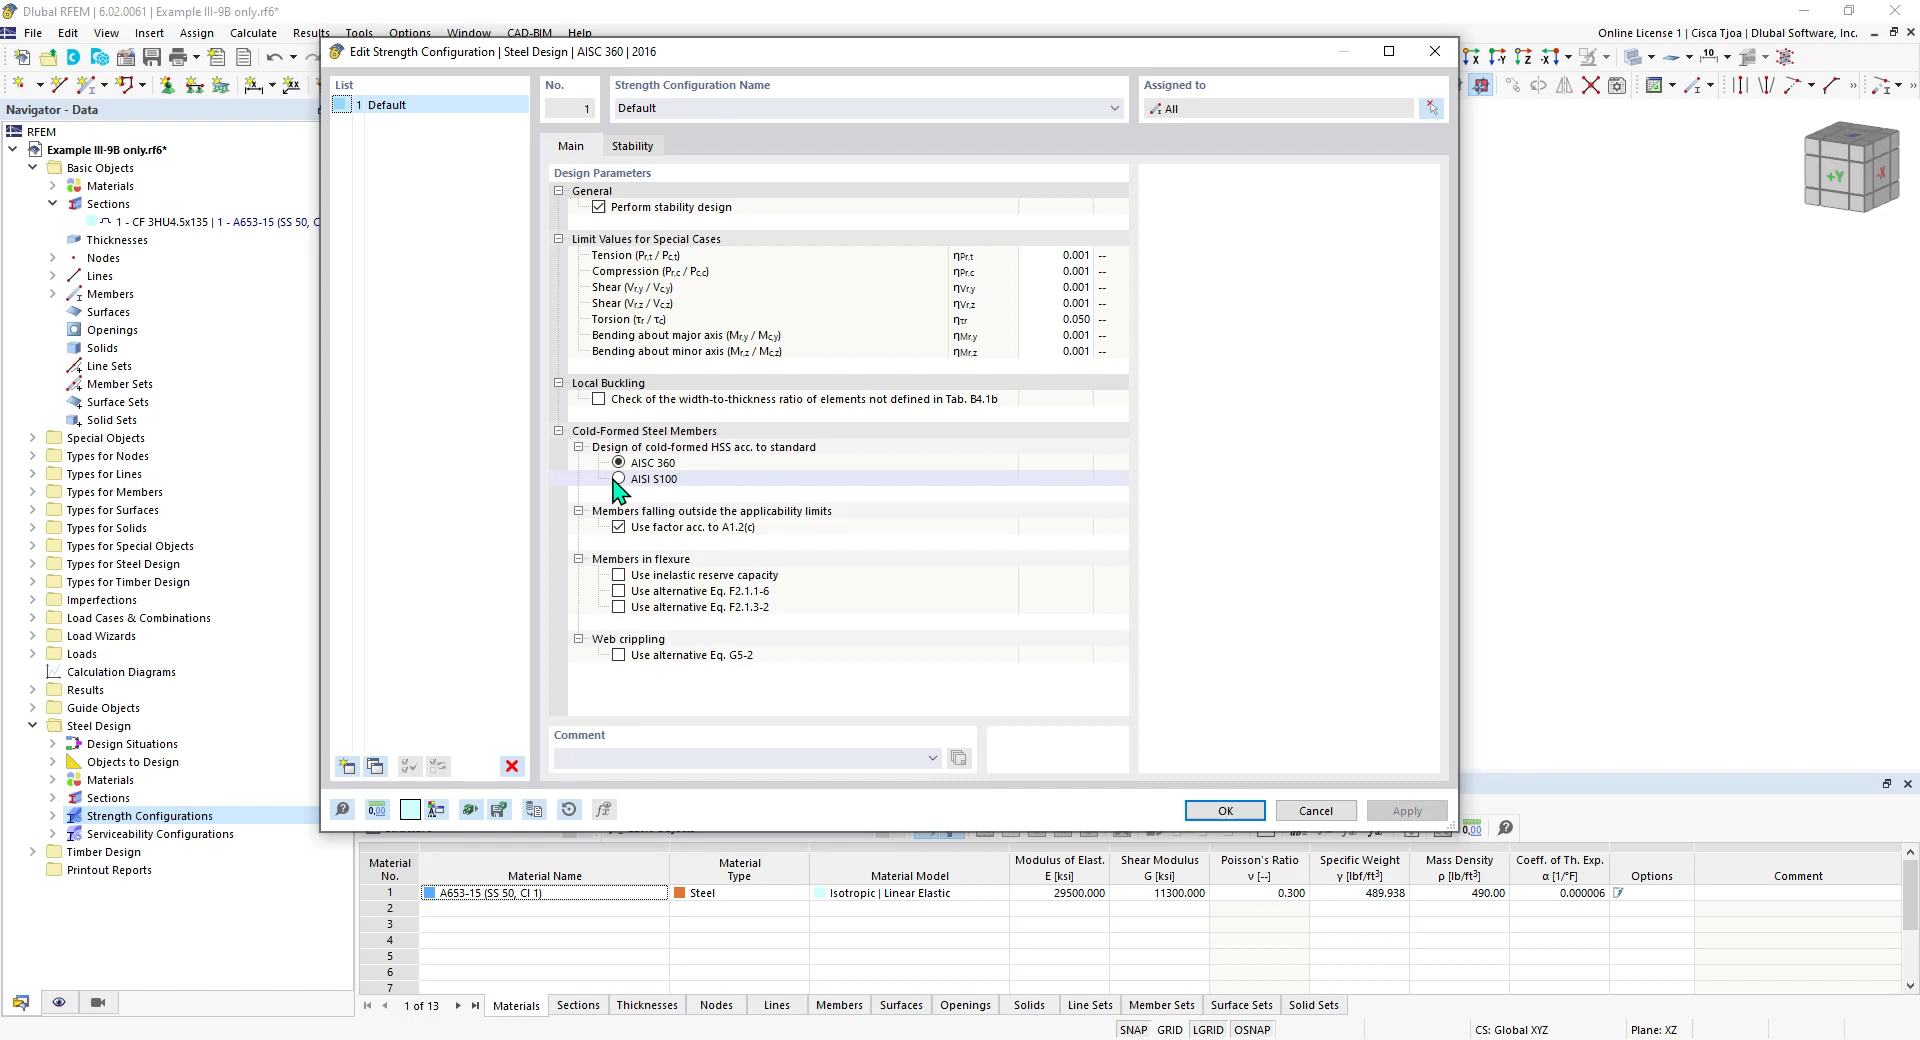 Dlubal RFEM | 6.02.0061 | Example III-9B only.rf6*
File Edit View Insert Assign Calculate Results Tools Options Window CAD-BIM Help
Online License 1 | Cisca Tjoa | Dlubal Software, Inc.
Edit Strength Configuration | Steel Design | AISC 360 | 2016
Navigator - Data
RFEM
Example III-9B only.rf6*
Basic Objects
Materials
Sections
1 - CF 3HU4.5x135 | 1 - A653-15 (SS 50, C
Thicknesses
Nodes
Lines
Members
Surfaces
Openings
Solids
Line Sets
Member Sets
Surface Sets
Solid Sets
Special Objects
Types for Nodes
Types for Lines
Types for Members
Types for Surfaces
Types for Solids
Types for Special Objects
Types for Steel Design
Types for Timber Design
Imperfections
Load Cases & Combinations
Load Wizards
Loads
Calculation Diagrams
Results
Guide Objects
Steel Design
Design Situations
Objects to Design
Materials
Sections
Strength Configurations
Serviceability Configurations
Timber Design
Printout Reports
List
1 Default
No.
1
Strength Configuration Name
Default
Assigned to
All
Main Stability
Design Parameters
General
Perform stability design
Limit Values for Special Cases
Tension (Pr,t / Pc,t) ηPr,t 0.001 --
Compression (Pr,c / Pc,c) ηPr,c 0.001 --
Shear (Vr,y / Vc,y) ηVr,y 0.001 --
Shear (Vr,z / Vc,z) ηVr,z 0.001 --
Torsion (τr / τc) ητr 0.050 --
Bending about major axis (Mr,y / Mc,y) ηMr,y 0.001 --
Bending about minor axis (Mr,z / Mc,z) ηMr,z 0.001 --
Local Buckling
Check of the width-to-thickness ratio of elements not defined in Tab. B4.1b
Cold-Formed Steel Members
Design of cold-formed HSS acc. to standard
AISC 360
AISI S100
Members falling outside the applicability limits
Use factor acc. to A1.2(c)
Members in flexure
Use inelastic reserve capacity
Use alternative Eq. F2.1.1-6
Use alternative Eq. F2.1.3-2
Web crippling
Use alternative Eq. G5-2
Comment
OK Cancel Apply
+Y -X
Material No. Material Name Material Type Material Model Modulus of Elast. E [ksi] Shear Modulus G [ksi] Poisson's Ratio ν [--] Specific Weight γ [lbf/ft³] Mass Density ρ [lb/ft³] Coeff. of Th. Exp. α [1/°F] Options Comment
1 A653-15 (SS 50, Cl 1) Steel Isotropic | Linear Elastic 29500.000 11300.000 0.300 489.938 490.00 0.000006
2
3
4
5
6
7
1 of 13 Materials Sections Thicknesses Nodes Lines Members Surfaces Openings Solids Line Sets Member Sets Surface Sets Solid Sets
SNAP GRID LGRID OSNAP CS: Global XYZ Plane: XZ